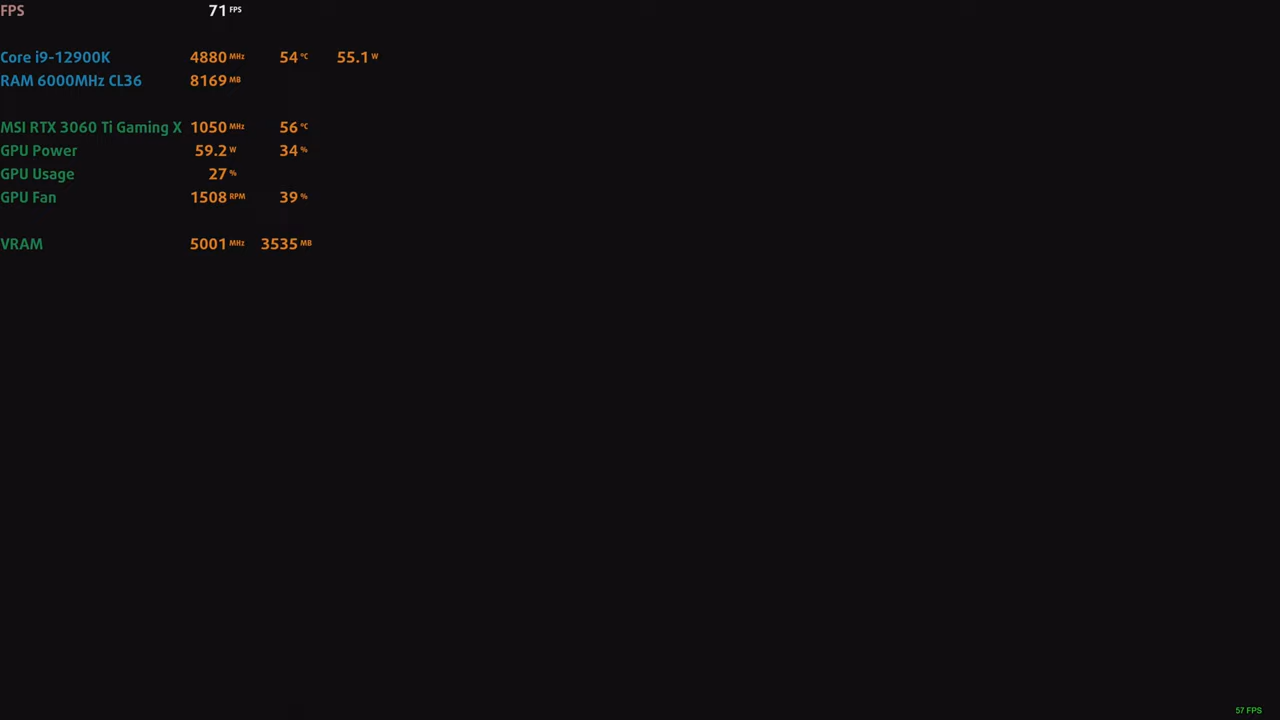 FPS 71 FPS
Core i9-12900K 4880 MHz 54 °C 55.1 W
RAM 6000MHz CL36 8169 MB
MSI RTX 3060 Ti Gaming X 1050 MHz 56 °C
GPU Power 59.2 W 34 %
GPU Usage 27 %
GPU Fan 1508 RPM 39 %
VRAM 5001 MHz 3535 MB
57 FPS